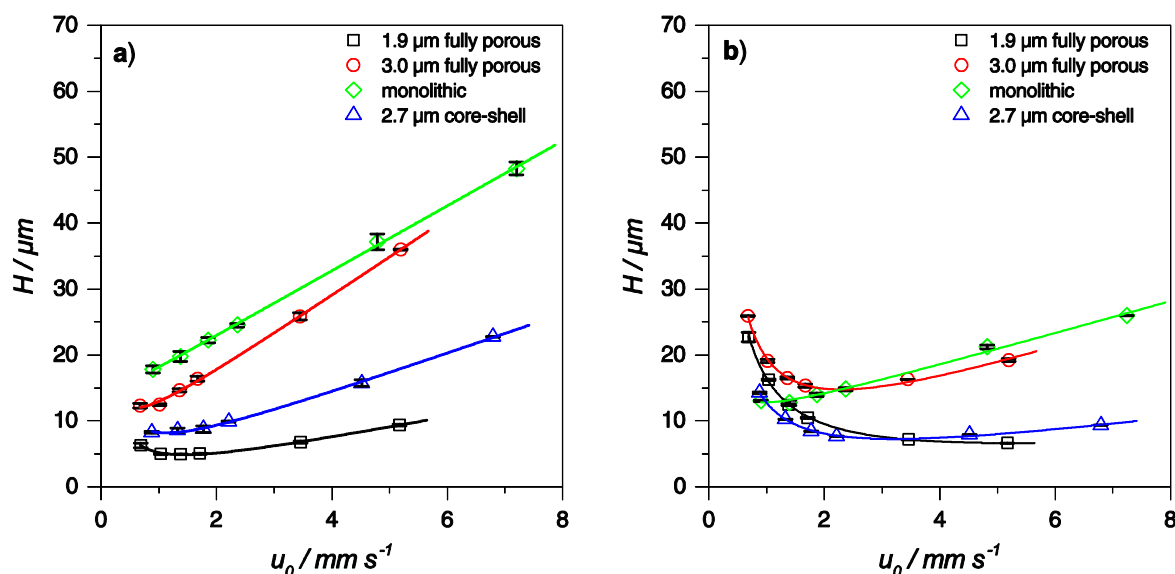 a)
1.9 µm fully porous
3.0 µm fully porous
monolithic
2.7 µm core-shell
H / µm
70
60
50
40
30
20
10
0
0 2 4 6 8
u₀ / mm s⁻¹
b)
1.9 µm fully porous
3.0 µm fully porous
monolithic
2.7 µm core-shell
H / µm
70
60
50
40
30
20
10
0
0 2 4 6 8
u₀ / mm s⁻¹